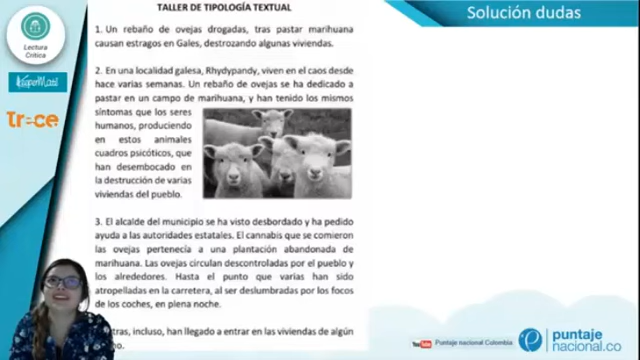 TALLER DE TIPOLOGÍA TEXTUAL
Solución dudas
Lectura
Crítica
KeeperMatil
tr-ce
1. Un rebaño de ovejas drogadas, tras pastar marihuana
causan estragos en Gales, destrozando algunas viviendas.
2. En una localidad galesa, Rhydypandy, viven en el caos desde
hace varias semanas. Un rebaño de ovejas se ha dedicado a
pastar en un campo de marihuana, y han tenido los mismos
síntomas que los seres
humanos, produciendo
en estos animales
cuadros psicóticos, que
han desembocado en
la destrucción de varias
viviendas del pueblo.
3. El alcalde del municipio se ha visto desbordado y ha pedido
ayuda a las autoridades estatales. El cannabis que se comieron
las ovejas pertenecía a una plantación abandonada de
marihuana. Las ovejas circulan descontroladas por el pueblo y
los alrededores. Hasta el punto que varias han sido
atropelladas en la carretera, al ser deslumbradas por los focos
de los coches, en plena noche.
tras, incluso, han llegado a entrar en las viviendas de algún
no.
You Tube Puntaje nacional Colombia
puntaje
nacional.co